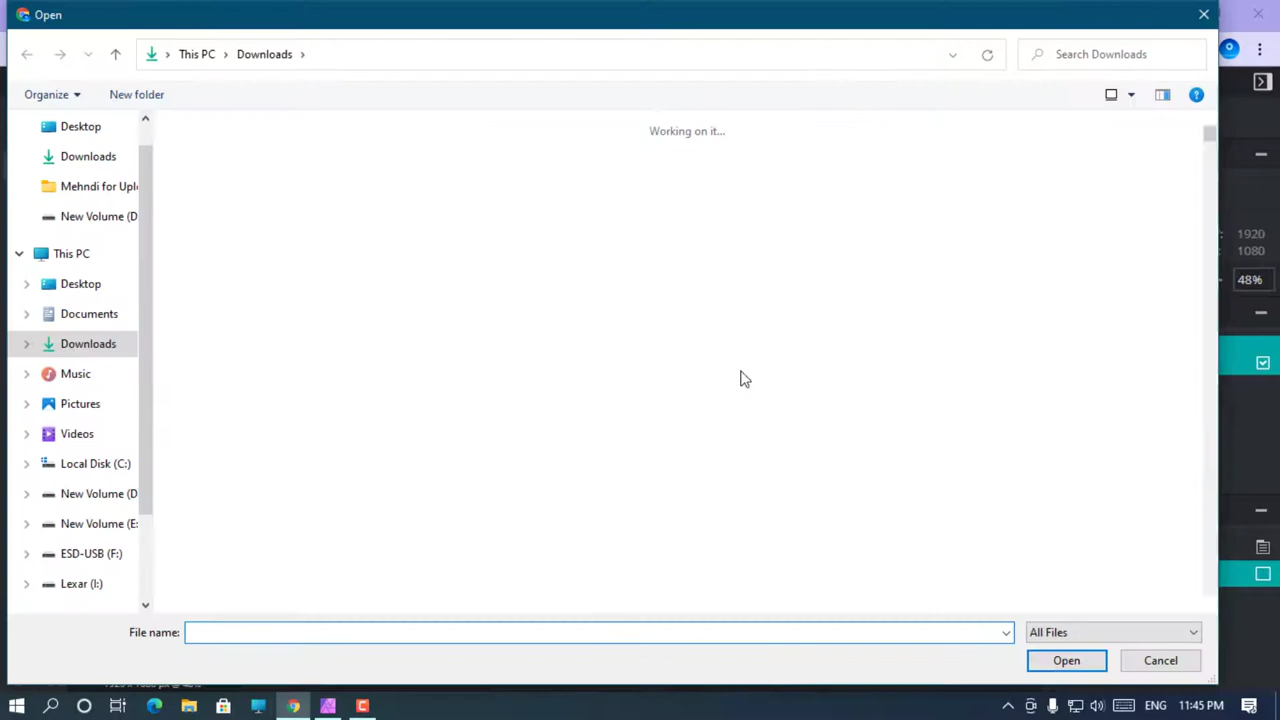 Open
This PC
Downloads
Search Downloads
Organize
New folder
Desktop
Downloads
Mehndi for Uplo
New Volume (D
This PC
Desktop
Documents
Downloads
Music
Pictures
Videos
Local Disk (C:)
New Volume (D
New Volume (E:
ESD-USB (F:)
Lexar (I:)
Working on it...
1920
1080
48%
File name:
All Files
Open
Cancel
ENG
11:45 PM